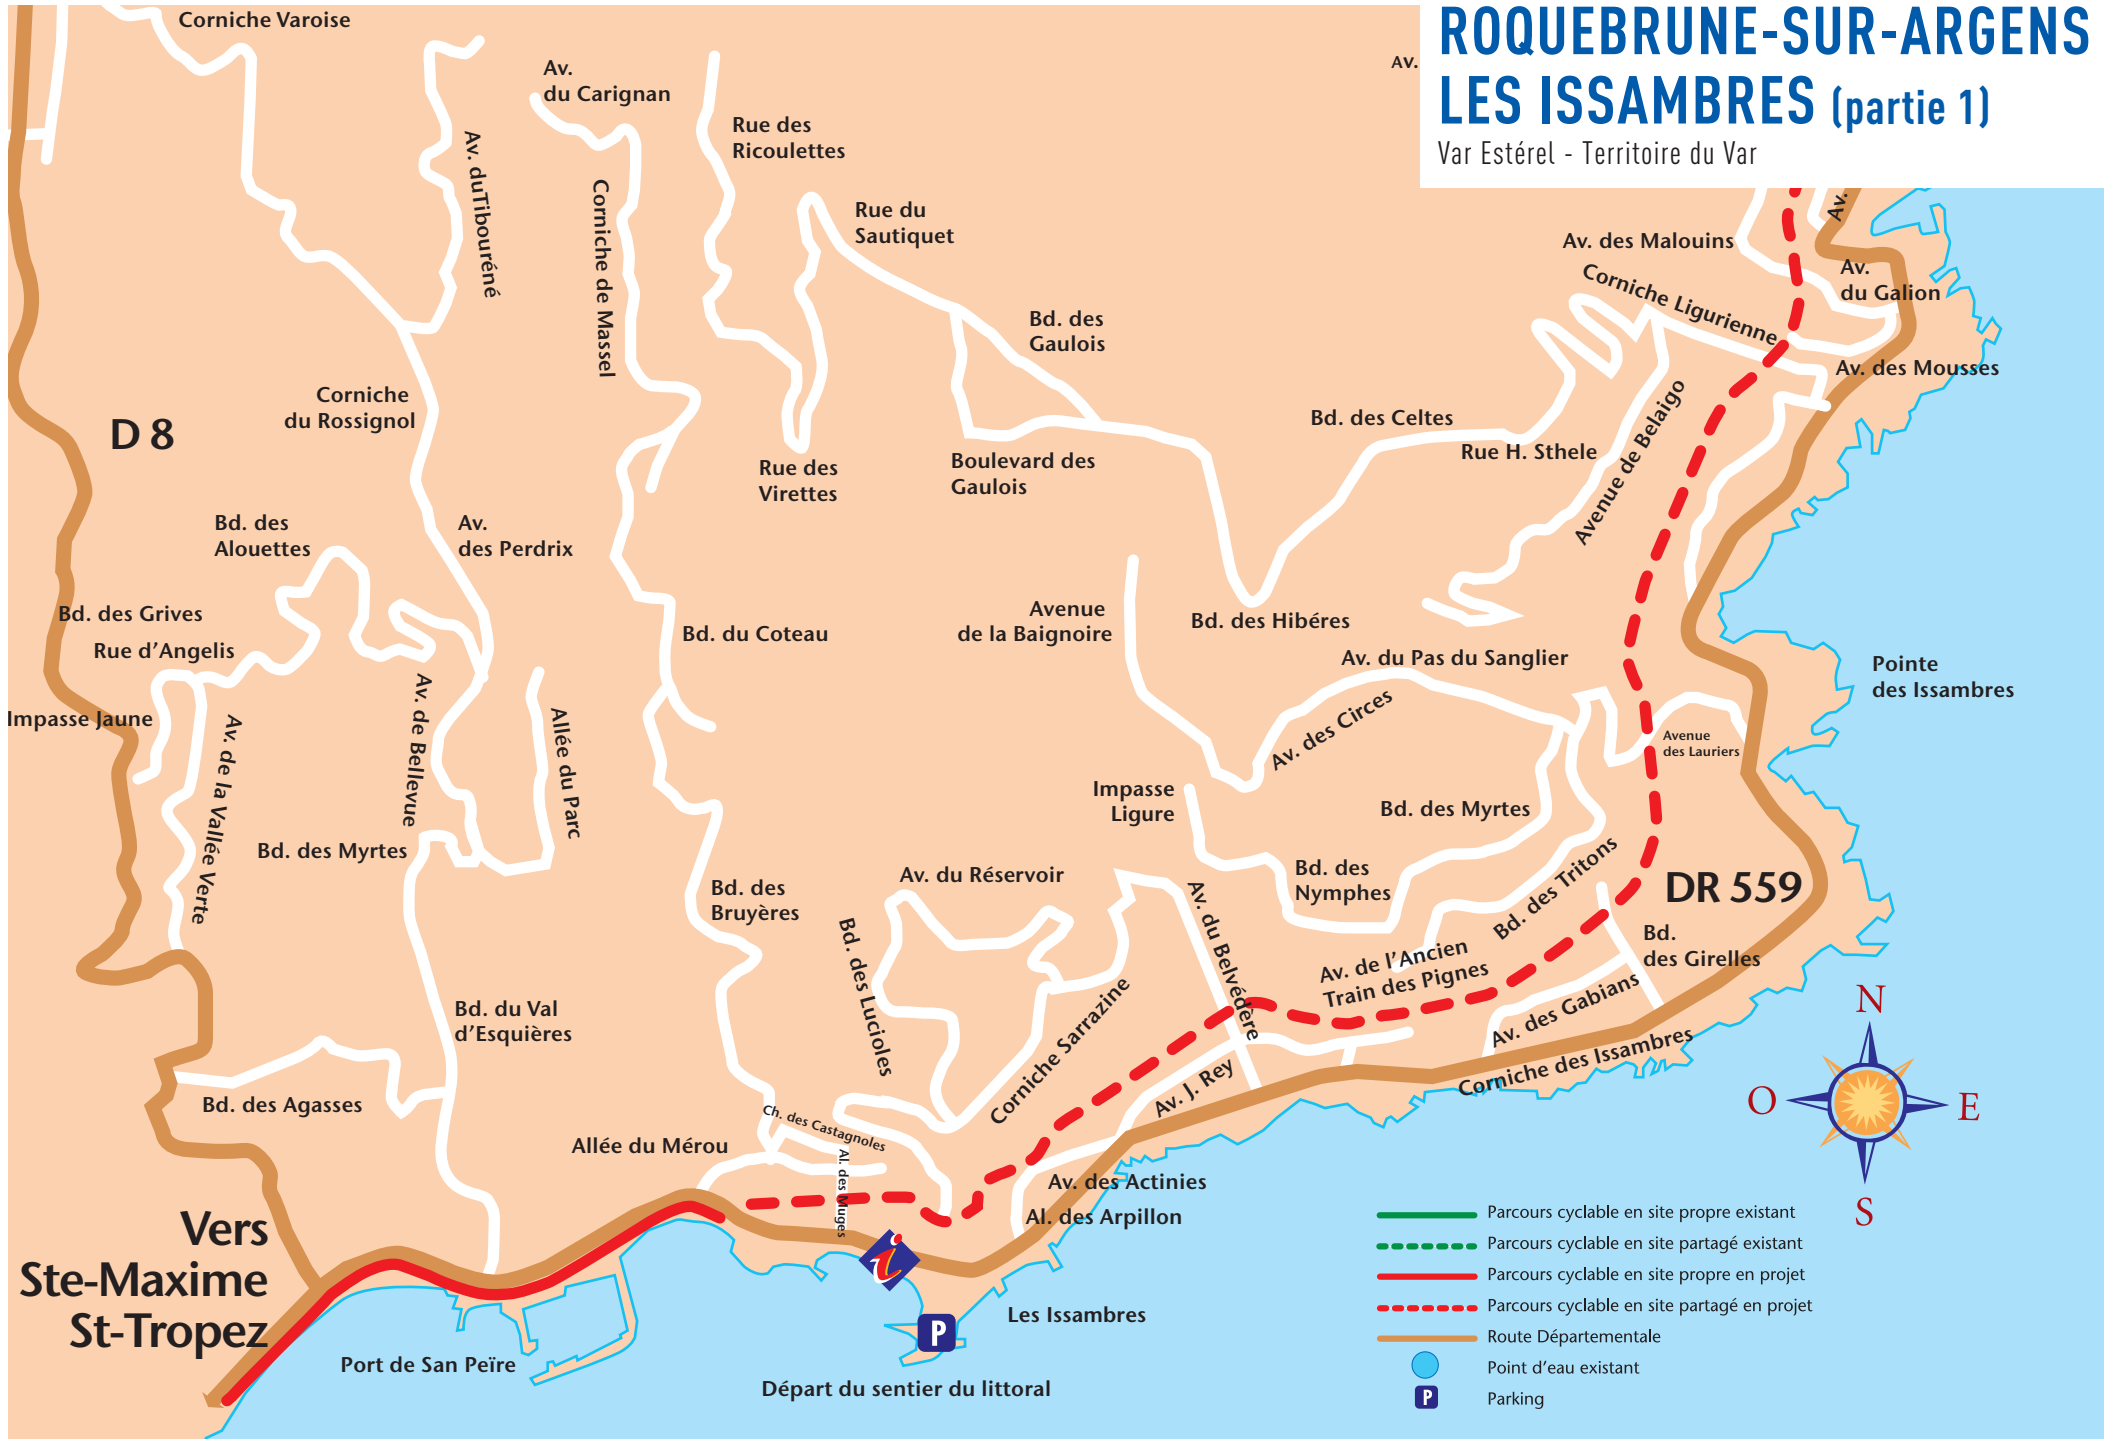 ROQUEBRUNE-SUR-ARGENS
LES ISSAMBRES (partie 1)
Var Estérel - Territoire du Var
Corniche Varoise
Av.
du Carignan
Av.
Rue des
Ricoulettes
Av. duTibouréné
Corniche de Massel
Rue du
Sautiquet
Av.
Av. des Malouins
Av.
du Galion
Corniche Ligurienne
Bd. des
Gaulois
Av. des Mousses
Corniche
du Rossignol
D 8
Bd. des Celtes
Rue H. Sthele
Avenue de Belaigo
Rue des
Virettes
Boulevard des
Gaulois
Bd. des
Alouettes
Av.
des Perdrix
Bd. des Grives
Rue d'Angelis
Bd. du Coteau
Avenue
de la Baignoire
Bd. des Hibéres
Av. du Pas du Sanglier
Pointe
des Issambres
Impasse Jaune
Av. de la Vallée Verte
Av. de Bellevue
Allée du Parc
Av. des Circes
Avenue
des Lauriers
Impasse
Ligure
Bd. des Myrtes
Bd. des Myrtes
Bd. des
Bruyères
Av. du Réservoir
Bd. des
Nymphes
Bd. des Tritons
DR 559
Bd. des Lucioles
Av. du Belvédère
Av. de l'Ancien
Train des Pignes
Bd.
des Girelles
Bd. du Val
d'Esquières
Corniche Sarrazine
Av. des Gabians
Corniche des Issambres
Av. J. Rey
Bd. des Agasses
Ch. des Castagnoles
Allée du Mérou
Al. des Muges
Av. des Actinies
Al. des Arpillon
N
O
E
S
Vers
Ste-Maxime
St-Tropez
Les Issambres
P
Port de San Peïre
Départ du sentier du littoral
Parcours cyclable en site propre existant
Parcours cyclable en site partagé existant
Parcours cyclable en site propre en projet
Parcours cyclable en site partagé en projet
Route Départementale
Point d'eau existant
P
Parking
i